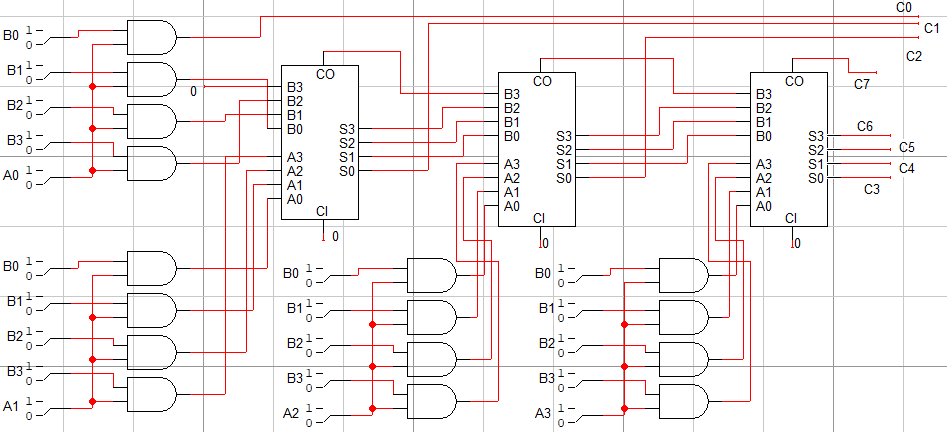 C0
B0 1 0
C1
B1 1 0
C2
CO
CO
CO
C7
0
B3
B2
B1
B0
S3
S2
S1
S0
A3
A2
A1
A0
CI
0
B3
B2
B1
B0
S3
S2
S1
S0
A3
A2
A1
A0
CI
0
B3
B2
B1
B0
S3
S2
S1
S0
A3
A2
A1
A0
CI
0
C6
C5
C4
C3
B2 1 0
B3 1 0
A0 1 0
B0 1 0
B1 1 0
B2 1 0
B3 1 0
A1 1 0
B0 1 0
B1 1 0
B2 1 0
B3 1 0
A2 1 0
B0 1 0
B1 1 0
B2 1 0
B3 1 0
A3 1 0